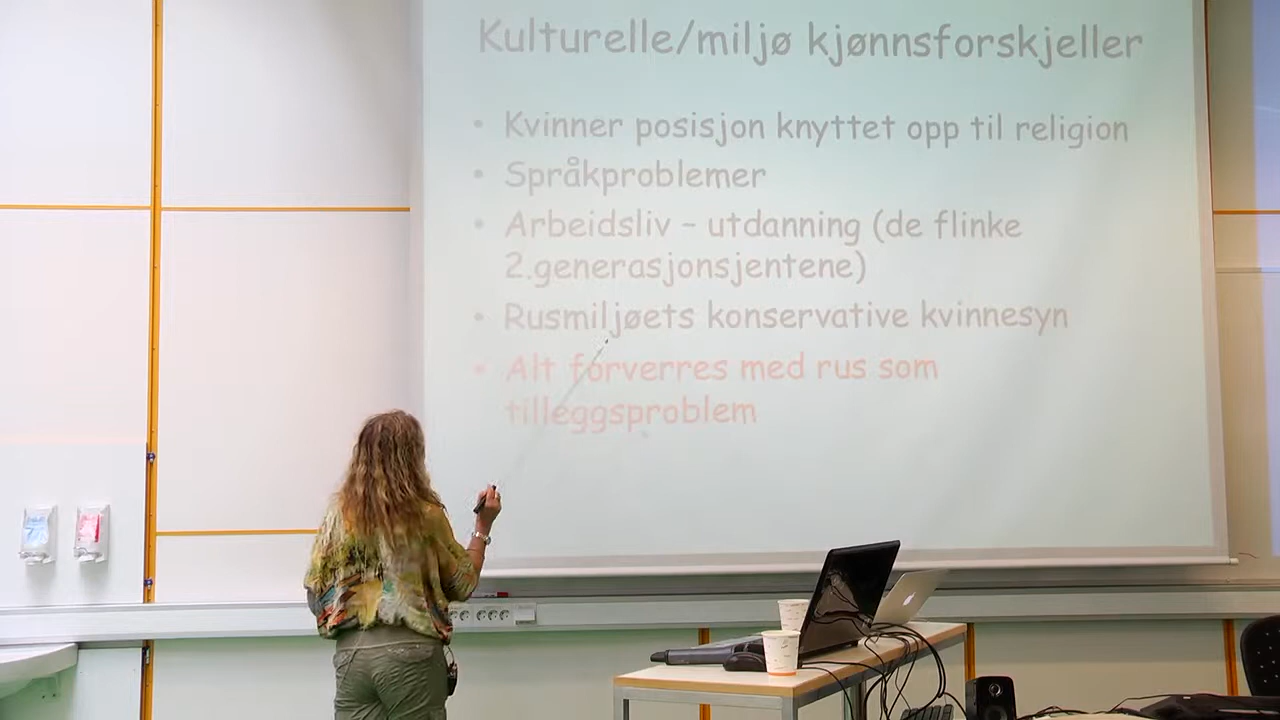 Kulturelle/miljø kjønnsforskjeller
• Kvinner posisjon knyttet opp til religion
• Språkproblemer
• Arbeidsliv – utdanning (de flinke
2.generasjonsjentene)
• Rusmiljøets konservative kvinnesyn
• Alt forverres med rus som
tilleggsproblem